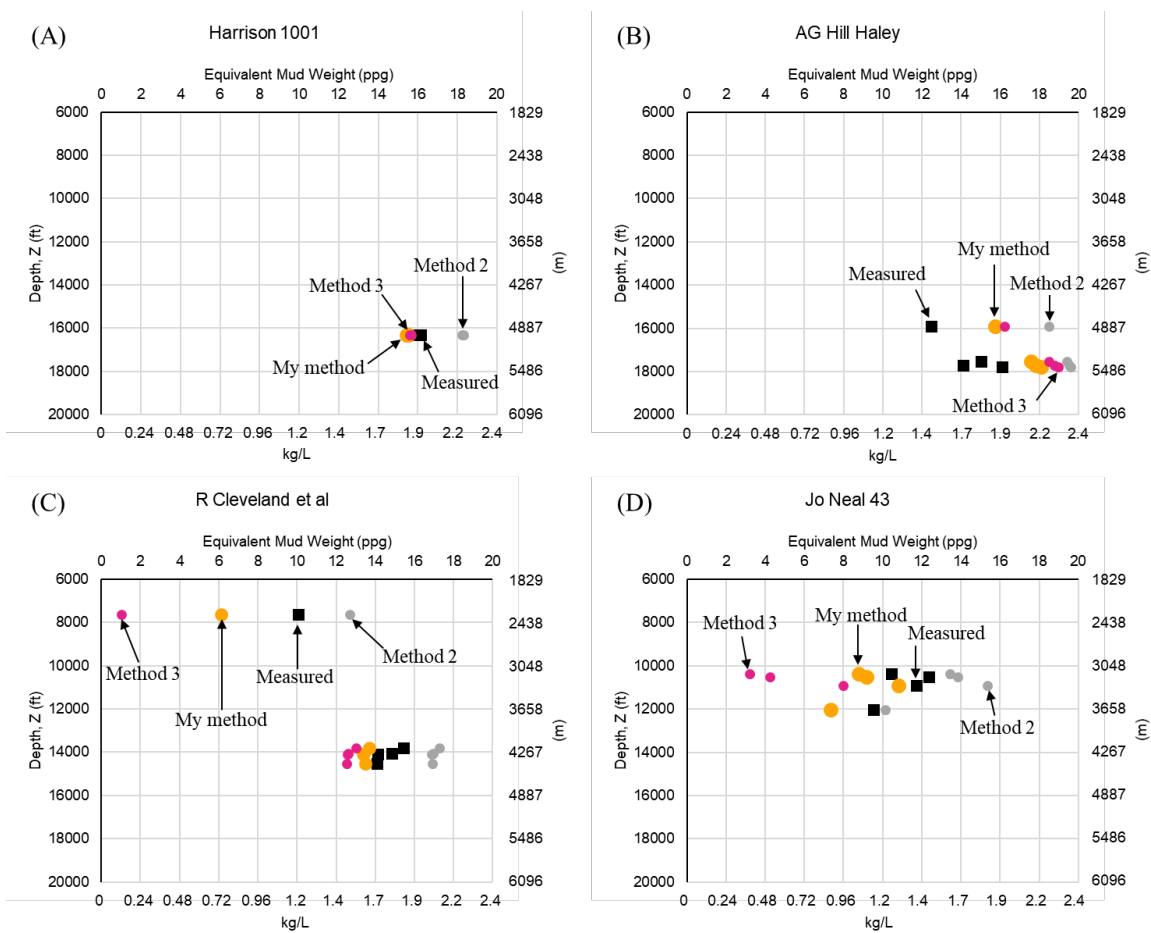 (A)
Harrison 1001
Equivalent Mud Weight (ppg)
0 2 4 6 8 10 12 14 16 18 20
6000 1829
8000 2438
10000 3048
12000 3658
14000 4267
16000 4887
18000 5486
20000 6096
Depth, Z (ft)
(m)
Method 2
Method 3
My method
Measured
0 0.24 0.48 0.72 0.96 1.2 1.4 1.7 1.9 2.2 2.4
kg/L
(B)
AG Hill Haley
Equivalent Mud Weight (ppg)
0 2 4 6 8 10 12 14 16 18 20
6000 1829
8000 2438
10000 3048
12000 3658
14000 4267
16000 4887
18000 5486
20000 6096
Depth, Z (ft)
(m)
My method
Measured
Method 2
Method 3
0 0.24 0.48 0.72 0.96 1.2 1.4 1.7 1.9 2.2 2.4
kg/L
(C)
R Cleveland et al
Equivalent Mud Weight (ppg)
0 2 4 6 8 10 12 14 16 18 20
6000 1829
8000 2438
10000 3048
12000 3658
14000 4267
16000 4887
18000 5486
20000 6096
Depth, Z (ft)
(m)
Method 2
Method 3
Measured
My method
0 0.24 0.48 0.72 0.96 1.2 1.4 1.7 1.9 2.2 2.4
kg/L
(D)
Jo Neal 43
Equivalent Mud Weight (ppg)
0 2 4 6 8 10 12 14 16 18 20
6000 1829
8000 2438
10000 3048
12000 3658
14000 4267
16000 4887
18000 5486
20000 6096
Depth, Z (ft)
(m)
My method
Method 3
Measured
Method 2
0 0.24 0.48 0.72 0.96 1.2 1.4 1.7 1.9 2.2 2.4
kg/L